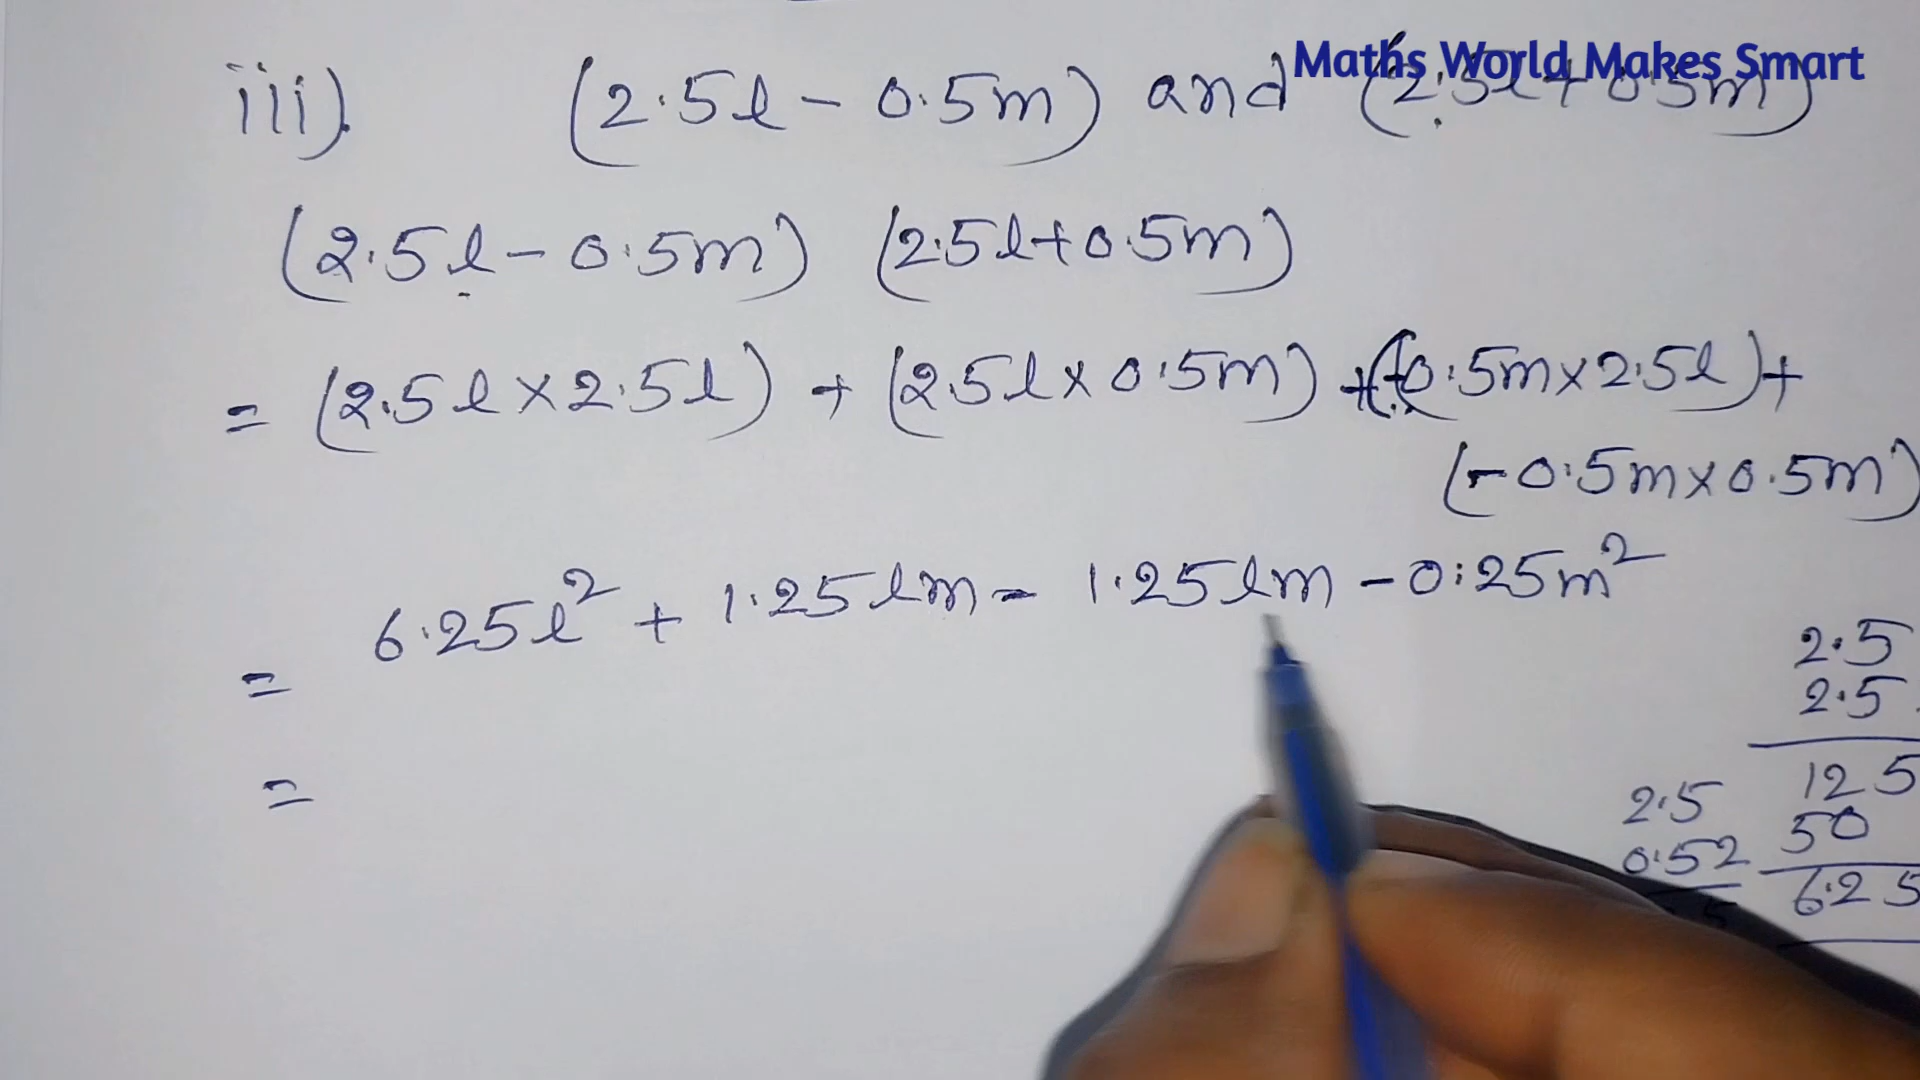 Maths World Makes Smart
iii). (2.5l - 0.5m) and (2.5l + 0.5m)
(2.5l - 0.5m) (2.5l + 0.5m)
= (2.5l × 2.5l) + (2.5l × 0.5m) + (-0.5m × 2.5l) +
(-0.5m × 0.5m)
= 6.25l² + 1.25lm - 1.25lm - 0.25m²
=
2.5
2.5
125
50
6.25
2.5
0.52